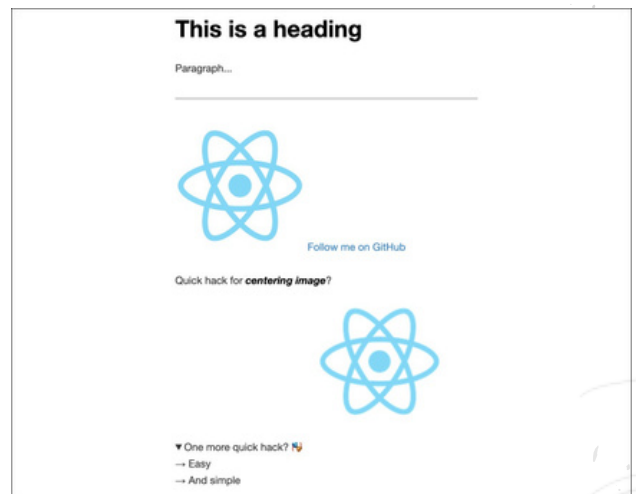 This is a heading
Paragraph...
Follow me on GitHub
Quick hack for centering image?
▼ One more quick hack? 🎭
→ Easy
→ And simple